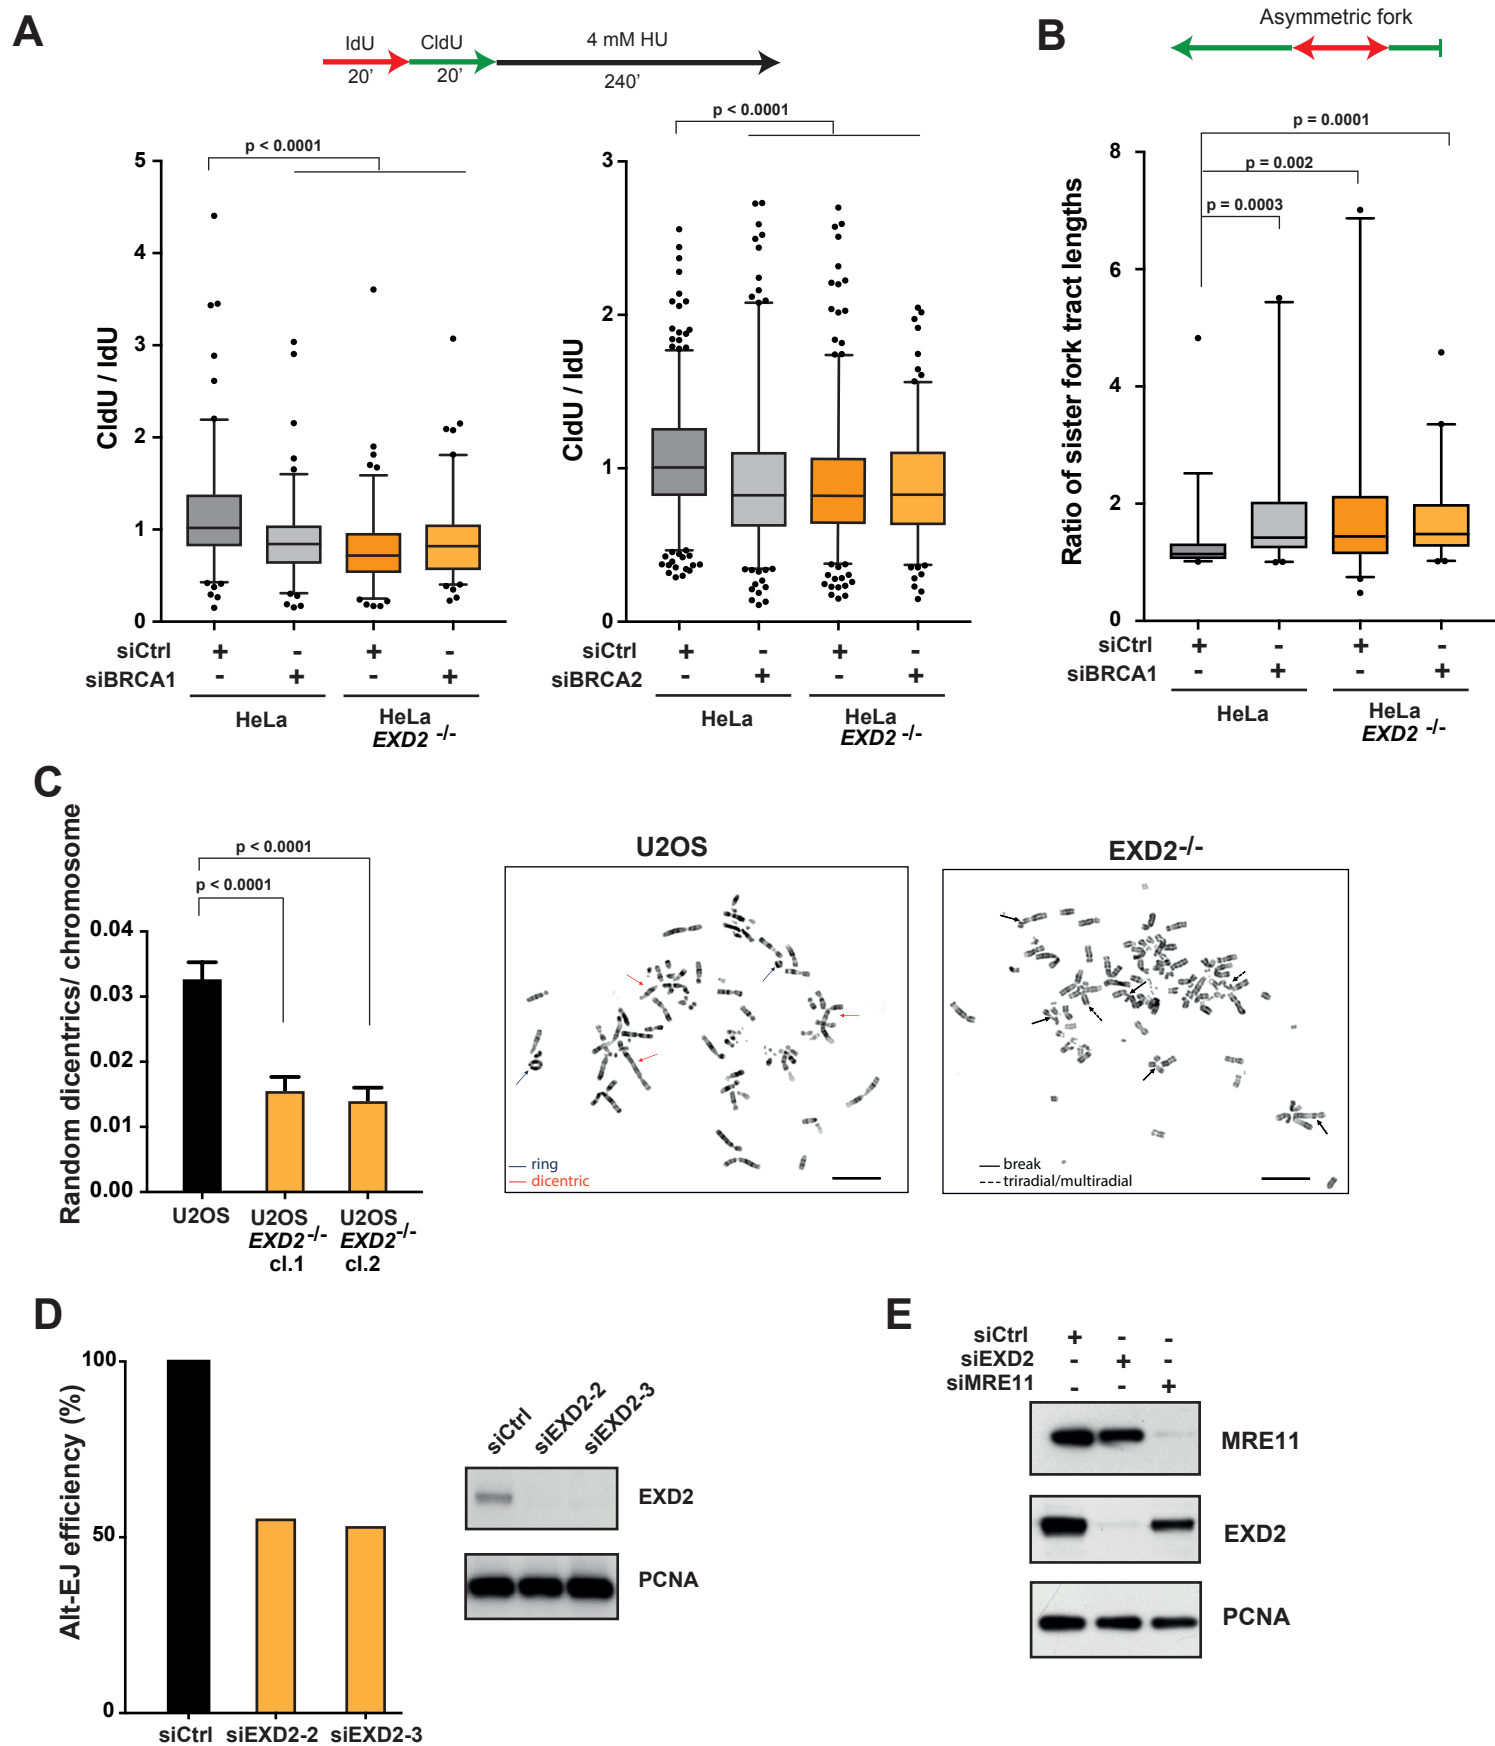 A
IdU
CldU
4 mM HU
20'
20'
240'
p < 0.0001
CldU / IdU
5
4
3
2
1
0
siCtrl + - + -
siBRCA1 - + - +
HeLa
HeLa
EXD2 -/-
p < 0.0001
CldU / IdU
3
2
1
0
siCtrl + - + -
siBRCA2 - + - +
HeLa
HeLa
EXD2 -/-
B
Asymmetric fork
p = 0.0001
p = 0.002
p = 0.0003
Ratio of sister fork tract lengths
8
6
4
2
0
siCtrl + - + -
siBRCA1 - + - +
HeLa
HeLa
EXD2 -/-
C
p < 0.0001
p < 0.0001
Random dicentrics/ chromosome
0.04
0.03
0.02
0.01
0.00
U2OS
U2OS
EXD2-/-
cl.1
U2OS
EXD2-/-
cl.2
U2OS
ring
dicentric
EXD2-/-
break
triradial/multiradial
D
Alt-EJ efficiency (%)
100
50
0
siCtrl siEXD2-2 siEXD2-3
siCtrl
siEXD2-2
siEXD2-3
EXD2
PCNA
E
siCtrl + - -
siEXD2 - + -
siMRE11 - - +
MRE11
EXD2
PCNA